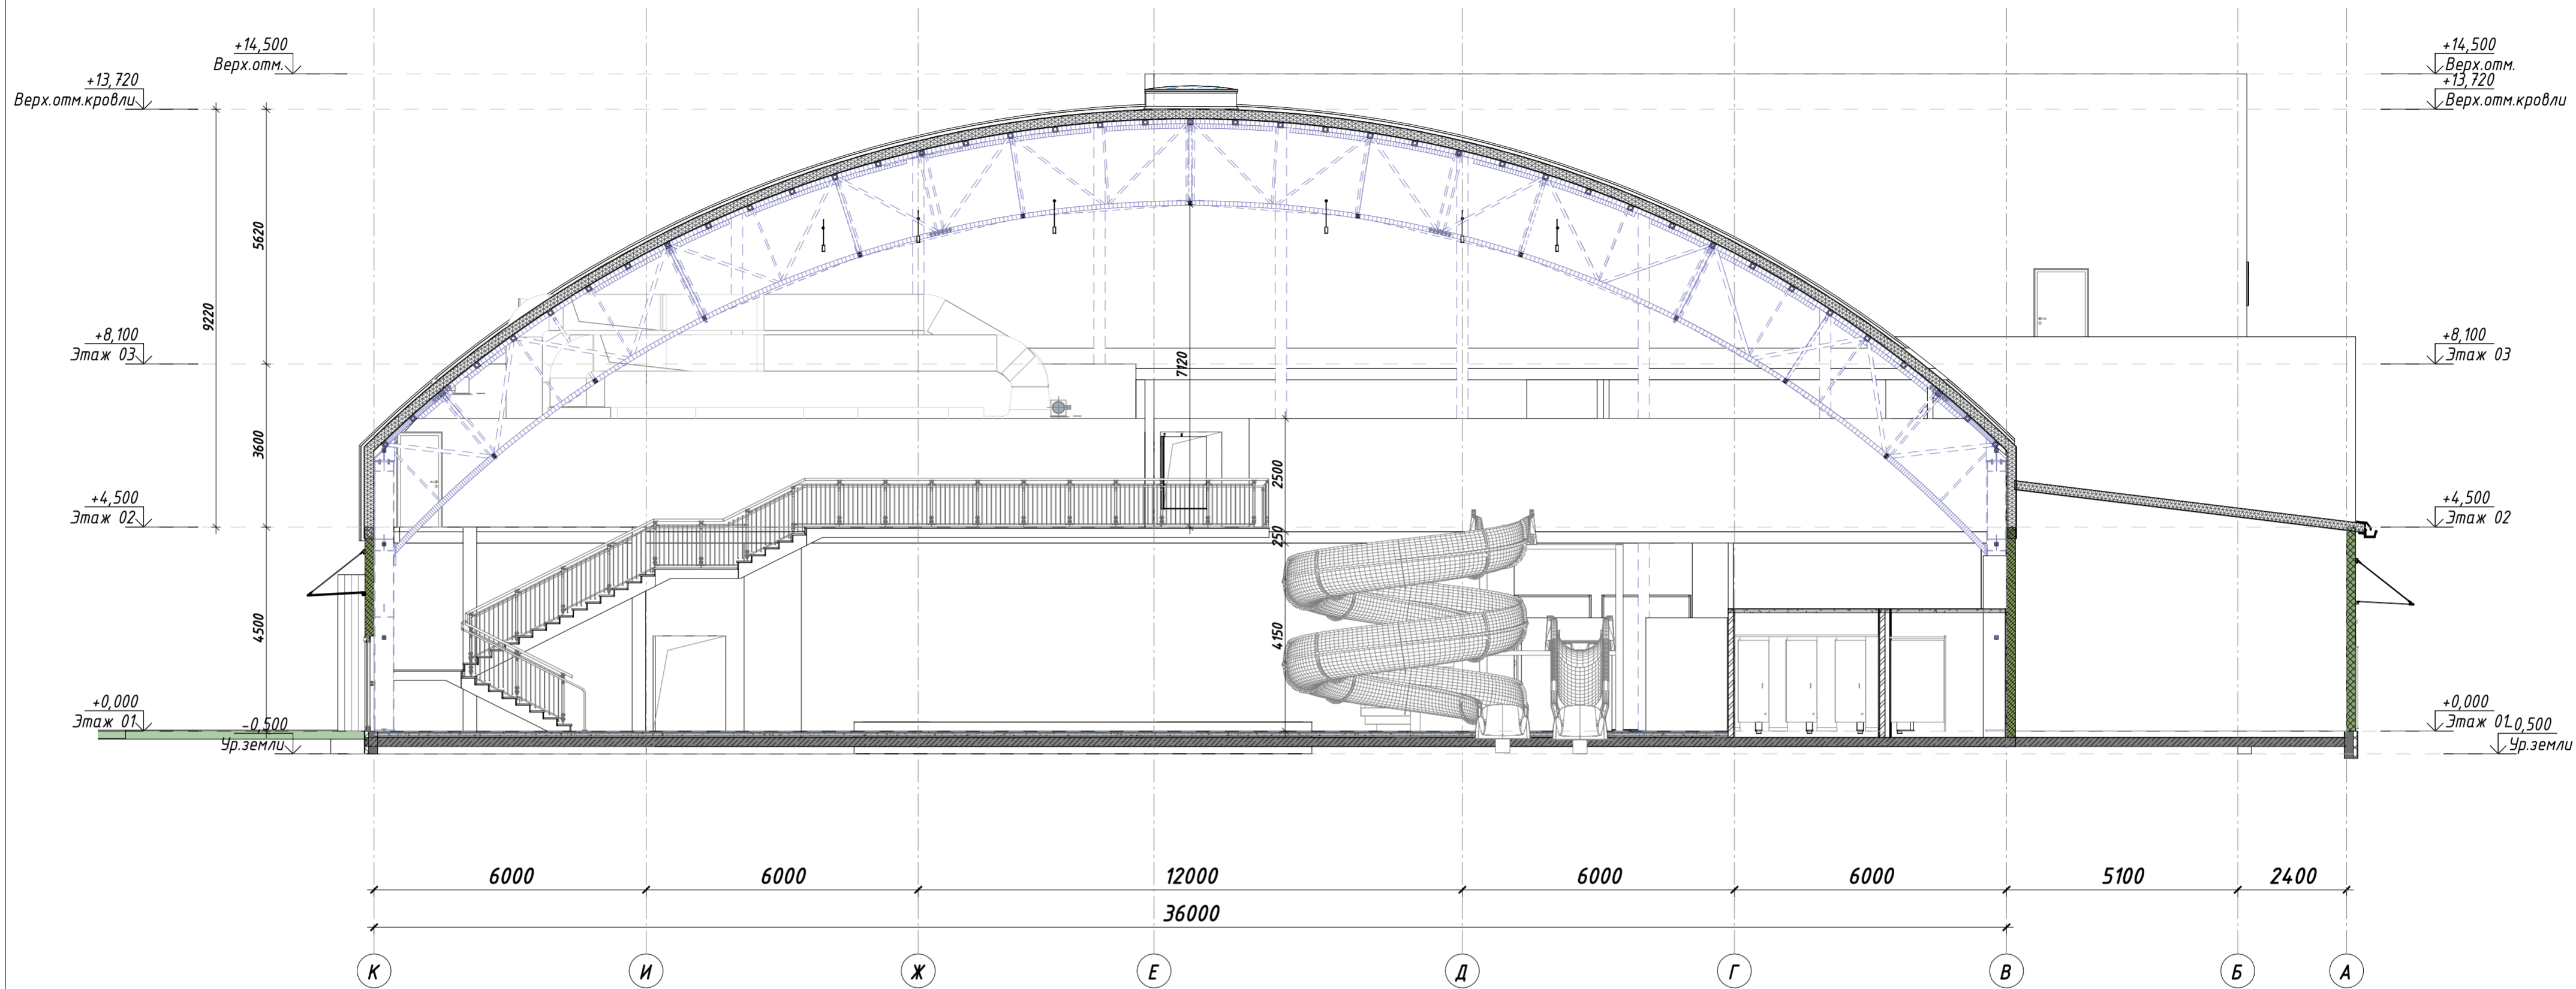 +14,500
Верх.отм.
+13,720
Верх.отм.кровли
+14,500
Верх.отм.
+13,720
Верх.отм.кровли
5620
9220
7120
+8,100
Этаж 03
+8,100
Этаж 03
3600
2500
+4,500
Этаж 02
+4,500
Этаж 02
250
4500
4150
+0,000
Этаж 01
-0,500
Ур.земли
+0,000
Этаж 01
-0,500
Ур.земли
6000 6000 12000 6000 6000 5100 2400
36000
К И Ж Е Д Г В Б А